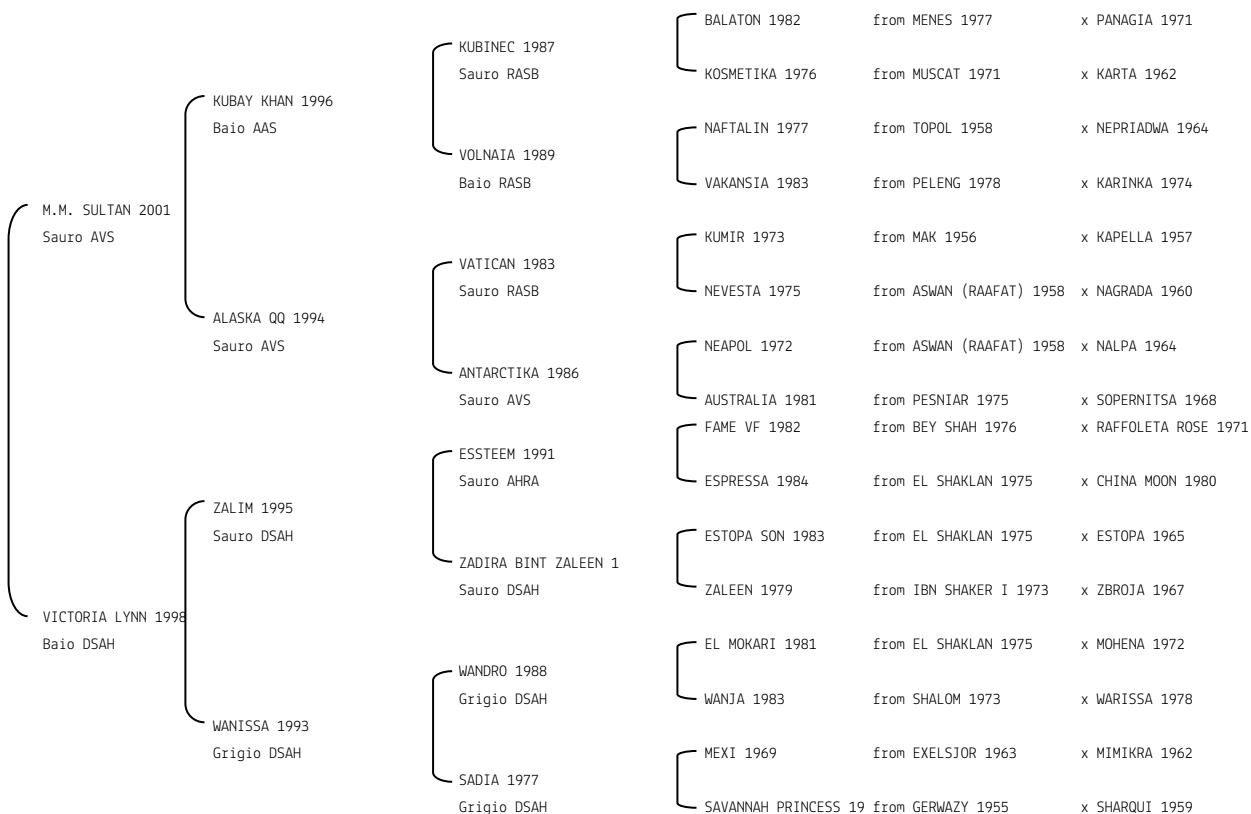 BALATON 1982 from MENES 1977 x PANAGIA 1971
KUBINEC 1987
Sauro RASB KOSMETIKA 1976 from MUSCAT 1971 x KARTA 1962
KUBAY KHAN 1996
Baio AAS NAFTALIN 1977 from TOPOL 1958 x NEPRIADWA 1964
VOLNAIA 1989
Baio RASB VAKANSIA 1983 from PELENG 1978 x KARINKA 1974
M.M. SULTAN 2001
Sauro AVS KUMIR 1973 from MAK 1956 x KAPELLA 1957
VATICAN 1983
Sauro RASB NEVESTA 1975 from ASWAN (RAAFAT) 1958 x NAGRADA 1960
ALASKA QQ 1994
Sauro AVS NEAPOL 1972 from ASWAN (RAAFAT) 1958 x NALPA 1964
ANTARCTIKA 1986
Sauro AVS AUSTRALIA 1981 from PESNIAR 1975 x SOPERNITSA 1968
FAME VF 1982 from BEY SHAH 1976 x RAFFOLETA ROSE 1971
ESSTEEM 1991
Sauro AHRA ESPRESSA 1984 from EL SHAKLAN 1975 x CHINA MOON 1980
ZALIM 1995
Sauro DSAH ESTOPA SON 1983 from EL SHAKLAN 1975 x ESTOPA 1965
ZADIRA BINT ZALEEN 1
Sauro DSAH ZALEEN 1979 from IBN SHAKER I 1973 x ZBROJA 1967
VICTORIA LYNN 1998
Baio DSAH EL MOKARI 1981 from EL SHAKLAN 1975 x MOHENA 1972
WANDRO 1988
Grigio DSAH WANJA 1983 from SHALOM 1973 x WARISSA 1978
WANISSA 1993
Grigio DSAH MEXI 1969 from EXELSJOR 1963 x MIMIKRA 1962
SADIA 1977
Grigio DSAH SAVANNAH PRINCESS 19 from GERWAZY 1955 x SHARQUI 1959